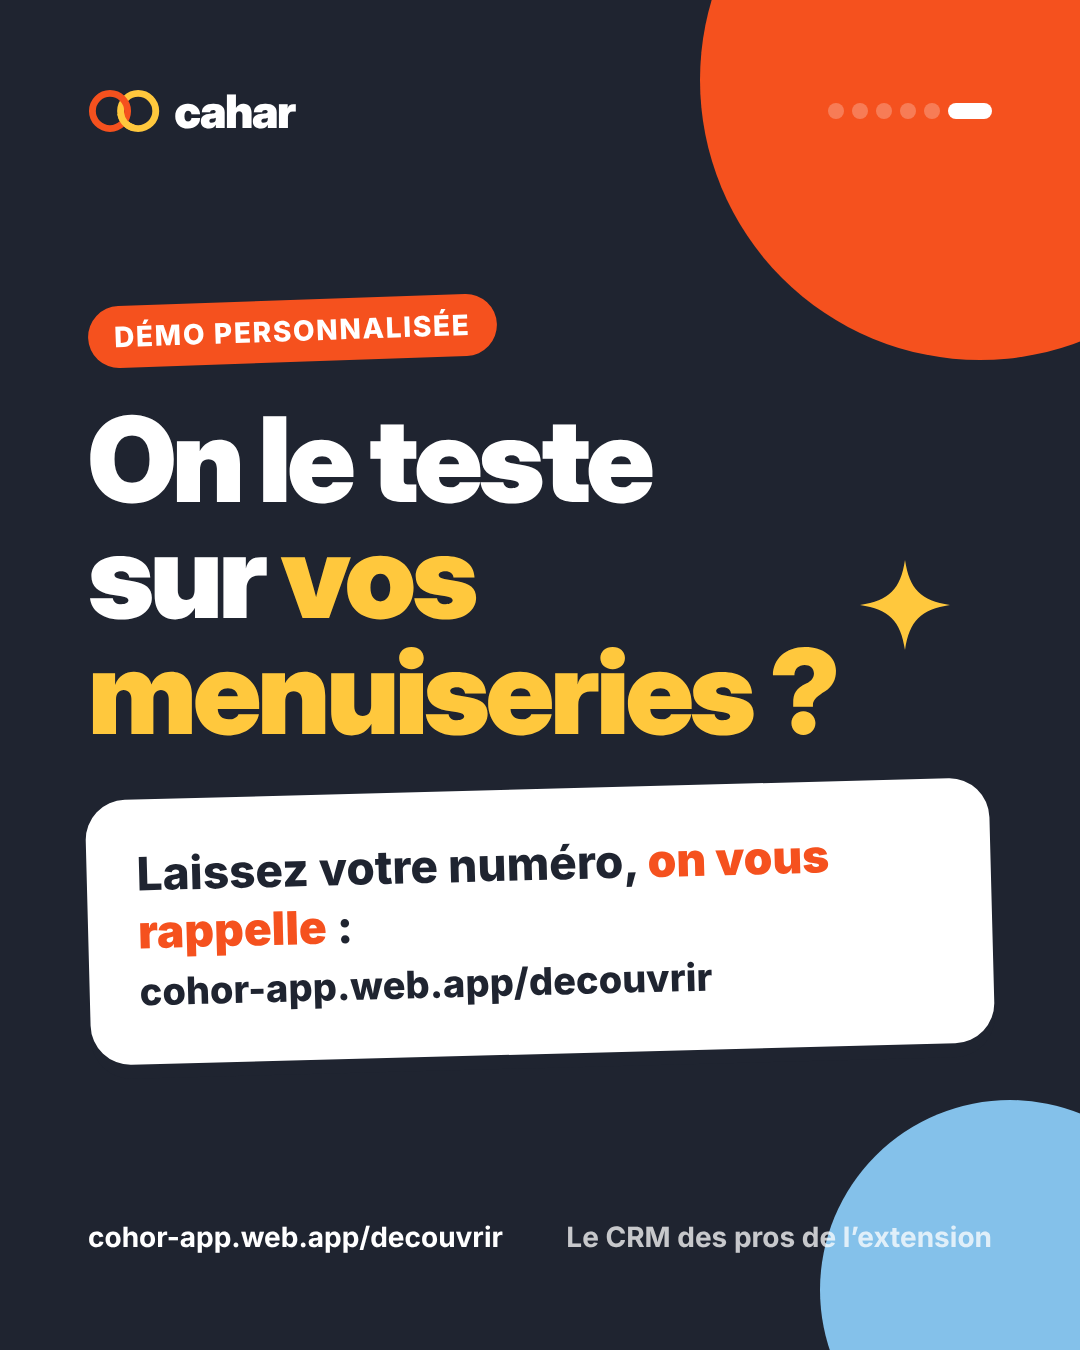 cahar
DÉMO PERSONNALISÉE
On le teste
sur vos
menuiseries ?
Laissez votre numéro, on vous
rappelle :
cohor-app.web.app/decouvrir
cohor-app.web.app/decouvrir
Le CRM des pros de l’extension